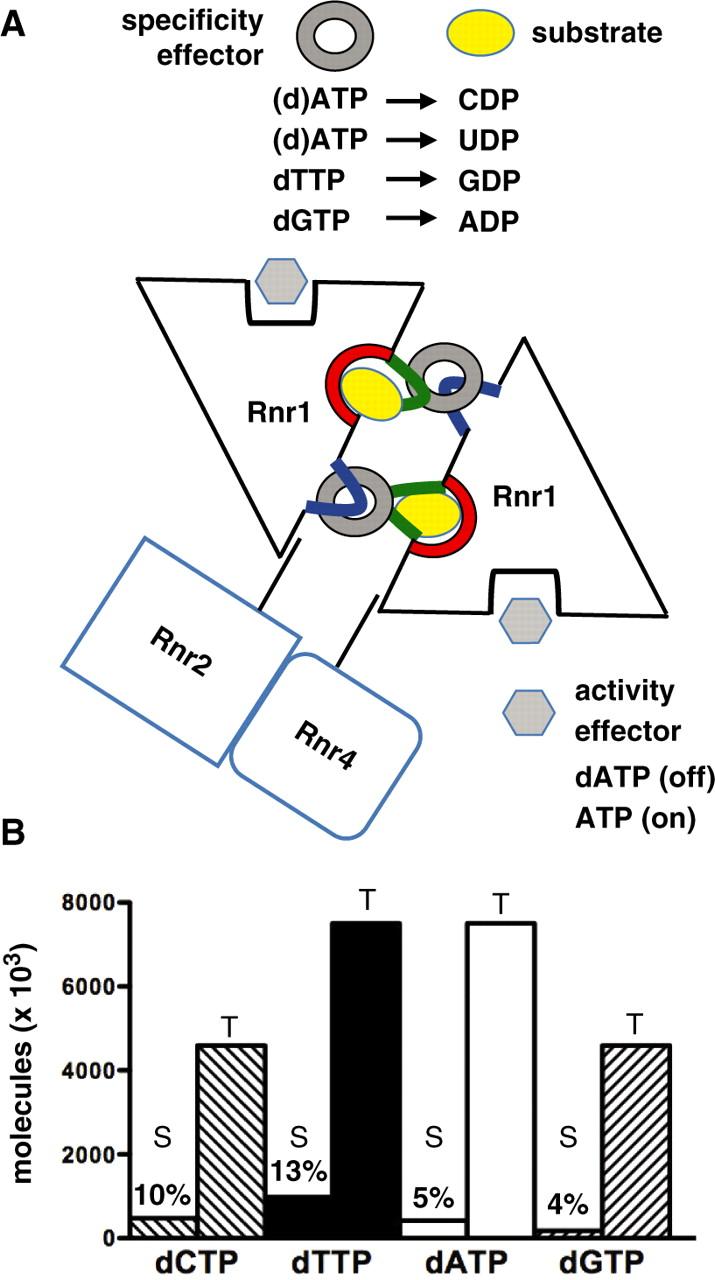 A
specificity
effector
substrate
(d)ATP → CDP
(d)ATP → UDP
dTTP → GDP
dGTP → ADP
Rnr1
Rnr1
Rnr2
Rnr4
activity
effector
dATP (off)
ATP (on)
B
molecules (x 10³)
8000
6000
4000
2000
0
S
10%
T
S
13%
T
S
5%
T
S
4%
T
dCTP dTTP dATP dGTP